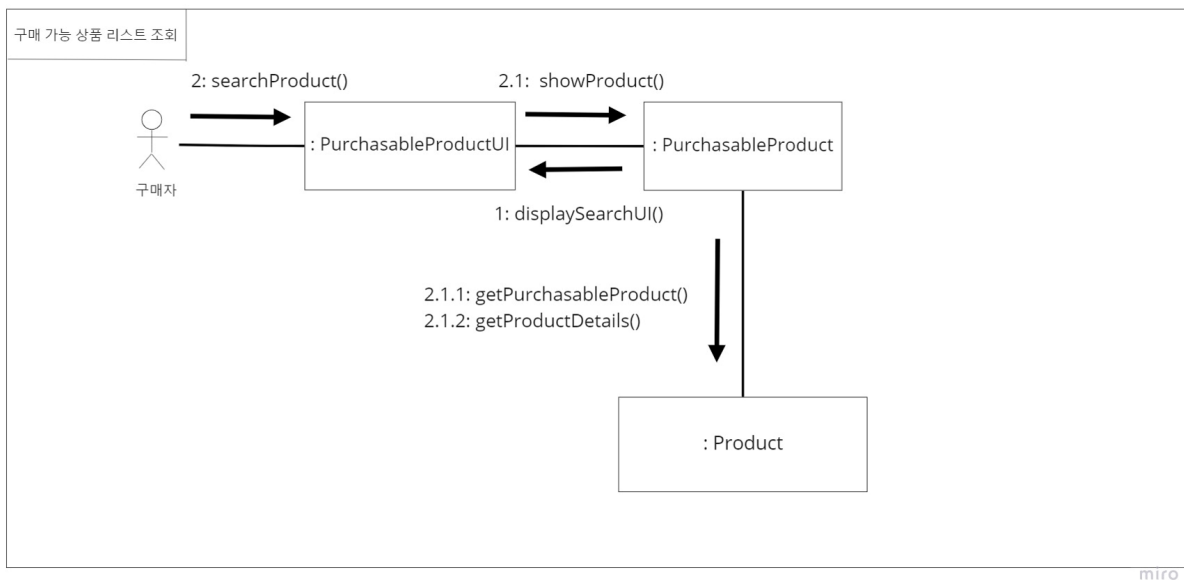 구매 가능 상품 리스트 조회
2: searchProduct()
2.1: showProduct()
: PurchasableProductUI
: PurchasableProduct
구매자
1: displaySearchUI()
2.1.1: getPurchasableProduct()
2.1.2: getProductDetails()
: Product
miro